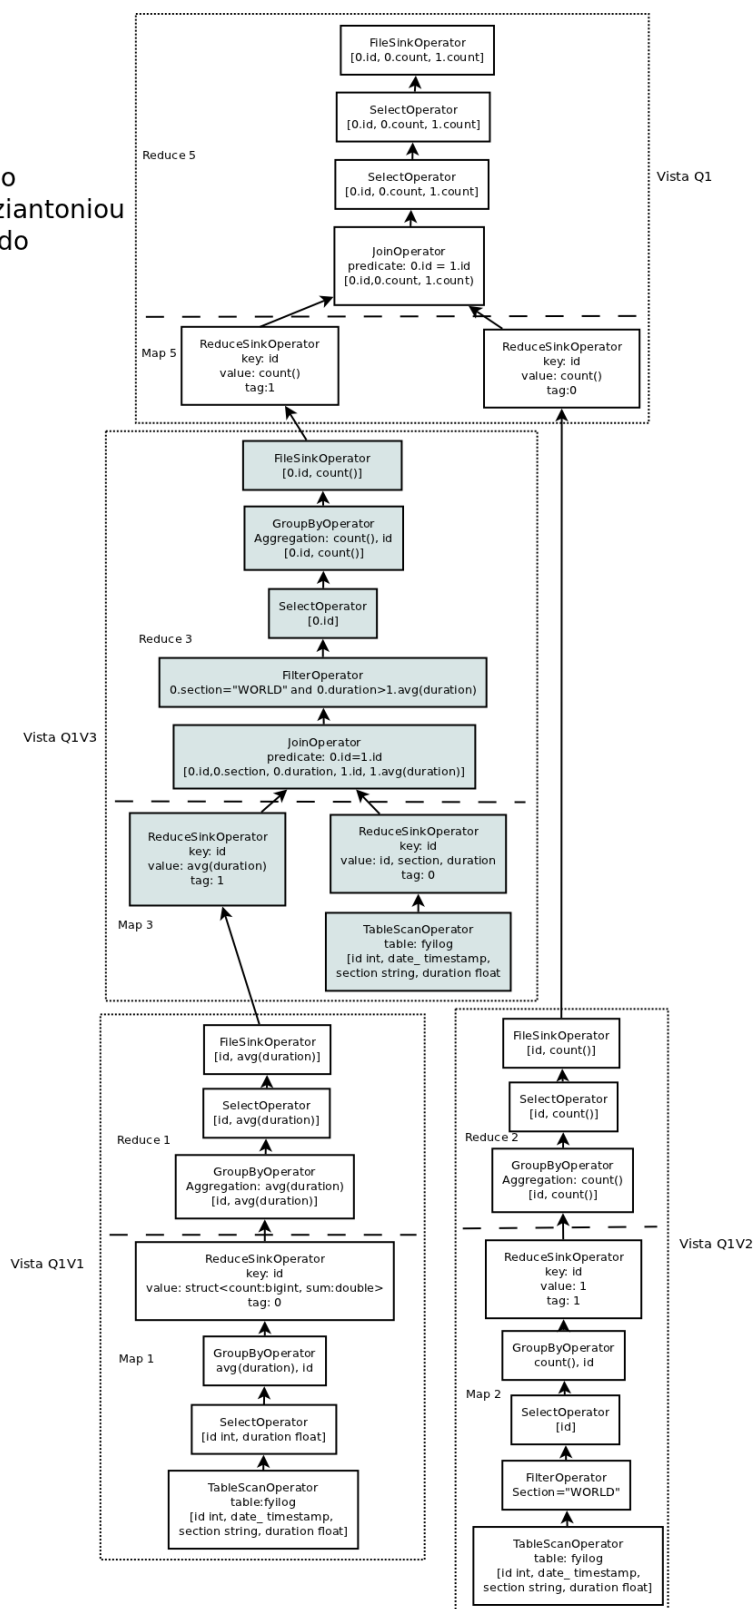 FileSinkOperator
[0.id, 0.count, 1.count]
SelectOperator
[0.id, 0.count, 1.count]
Reduce 5
SelectOperator
[0.id, 0.count, 1.count]
Vista Q1
o
ziantoniou
do
JoinOperator
predicate: 0.id = 1.id
[0.id,0.count, 1.count)
Map 5
ReduceSinkOperator
key: id
value: count()
tag:1
ReduceSinkOperator
key: id
value: count()
tag:0
FileSinkOperator
[0.id, count()]
GroupByOperator
Aggregation: count(), id
[0.id, count()]
SelectOperator
[0.id]
Reduce 3
FilterOperator
0.section="WORLD" and 0.duration>1.avg(duration)
Vista Q1V3
JoinOperator
predicate: 0.id=1.id
[0.id,0.section, 0.duration, 1.id, 1.avg(duration)]
ReduceSinkOperator
key: id
value: avg(duration)
tag: 1
ReduceSinkOperator
key: id
value: id, section, duration
tag: 0
Map 3
TableScanOperator
table: fyilog
[id int, date_ timestamp,
section string, duration float
FileSinkOperator
[id, avg(duration)]
SelectOperator
[id, avg(duration)]
Reduce 1
GroupByOperator
Aggregation: avg(duration)
[id, avg(duration)]
Vista Q1V1
ReduceSinkOperator
key: id
value: struct<count:bigint, sum:double>
tag: 0
Map 1
GroupByOperator
avg(duration), id
SelectOperator
[id int, duration float]
TableScanOperator
table:fyilog
[id int, date_ timestamp,
section string, duration float]
FileSinkOperator
[id, count()]
SelectOperator
[id, count()]
Reduce 2
GroupByOperator
Aggregation: count()
[id, count()]
Vista Q1V2
ReduceSinkOperator
key: id
value: 1
tag: 1
GroupByOperator
count(), id
Map 2
SelectOperator
[id]
FilterOperator
Section="WORLD"
TableScanOperator
table: fyilog
[id int, date_ timestamp,
section string, duration float]